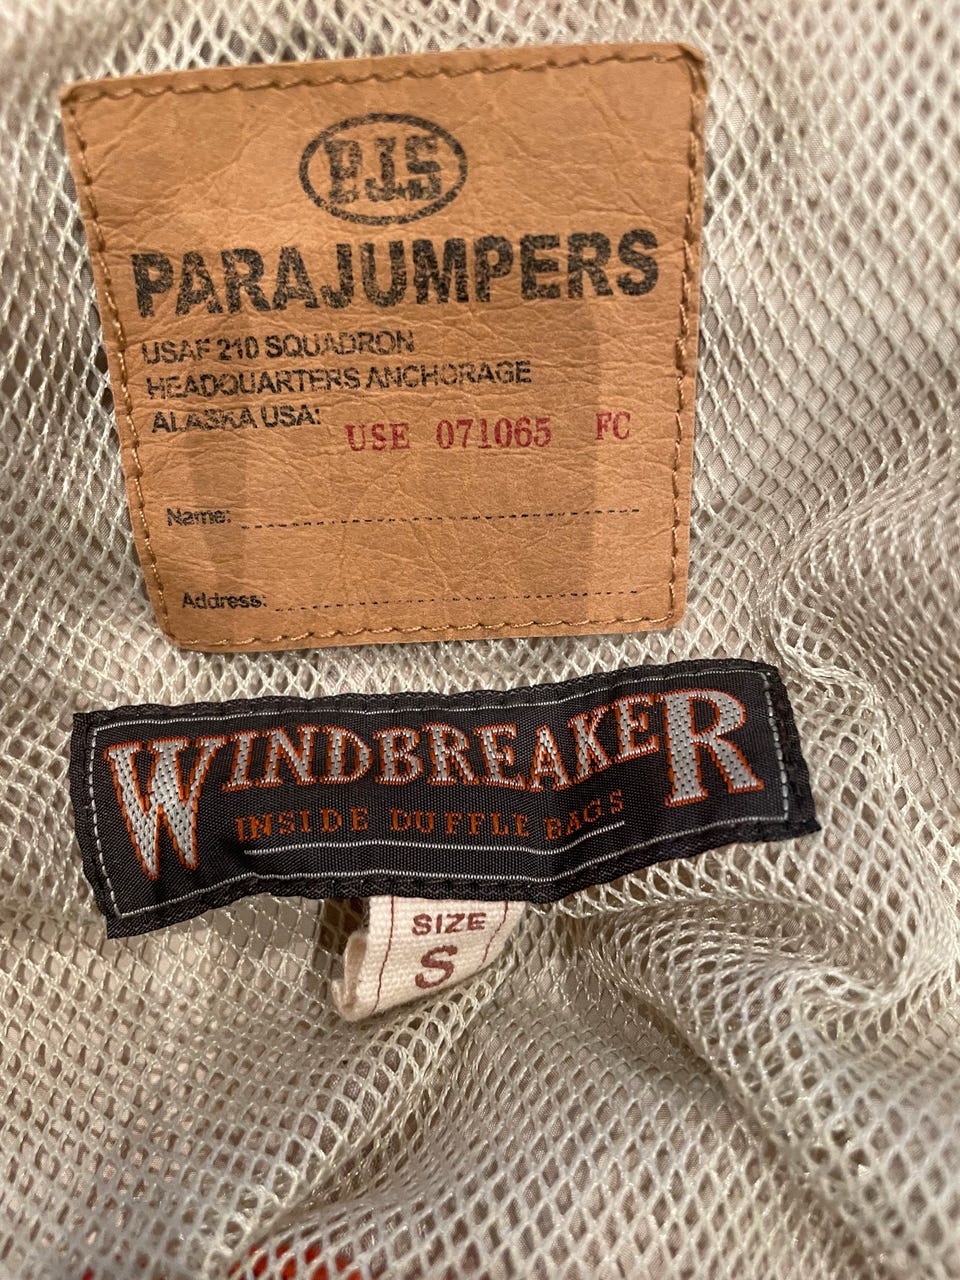 PJS
PARAJUMPERS
USAF 210 SQUADRON
HEADQUARTERS ANCHORAGE
ALASKA USA:
USE 071065 FC
Name:
Address:
WINDBREAKER
INSIDE DUFFLE BAGS
SIZE
S